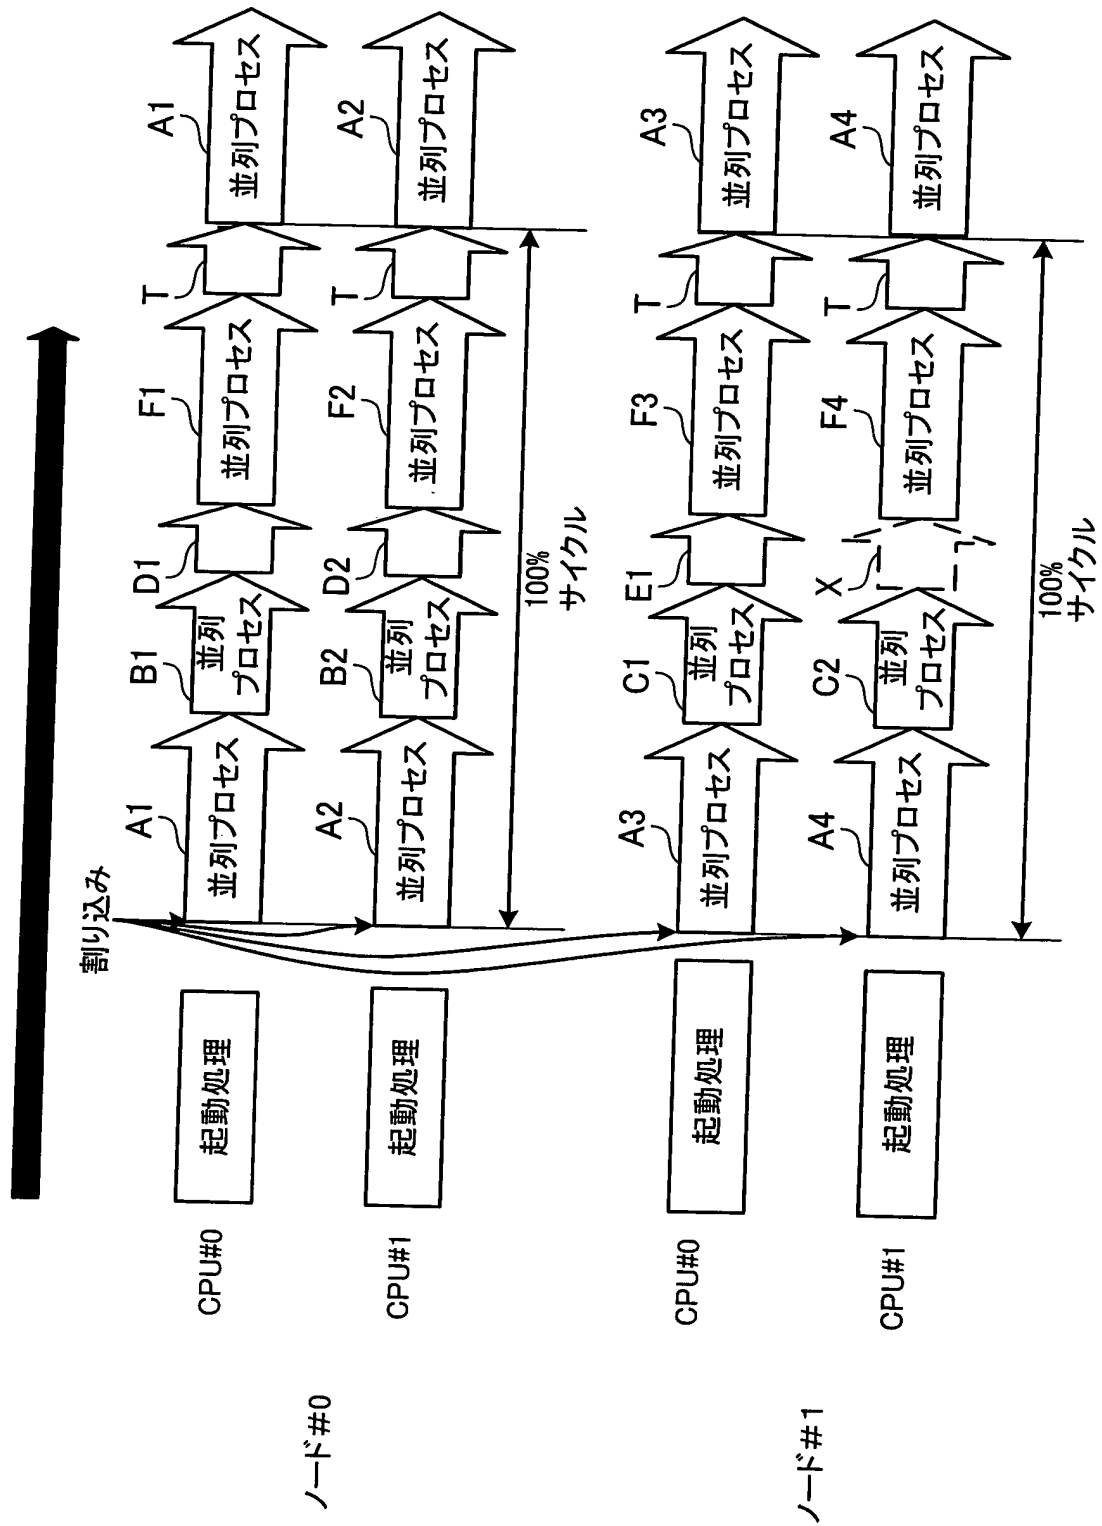 割り込み
ノード#0
CPU#0
起動処理
A1
並列プロセス
B1
並列
プロセス
D1
F1
並列プロセス
T
A1
並列プロセス
CPU#1
起動処理
A2
並列プロセス
B2
並列
プロセス
D2
F2
並列プロセス
T
A2
並列プロセス
100%
サイクル
ノード#1
CPU#0
起動処理
A3
並列プロセス
C1
並列
プロセス
E1
F3
並列プロセス
T
A3
並列プロセス
CPU#1
起動処理
A4
並列プロセス
C2
並列
プロセス
X
F4
並列プロセス
T
A4
並列プロセス
100%
サイクル